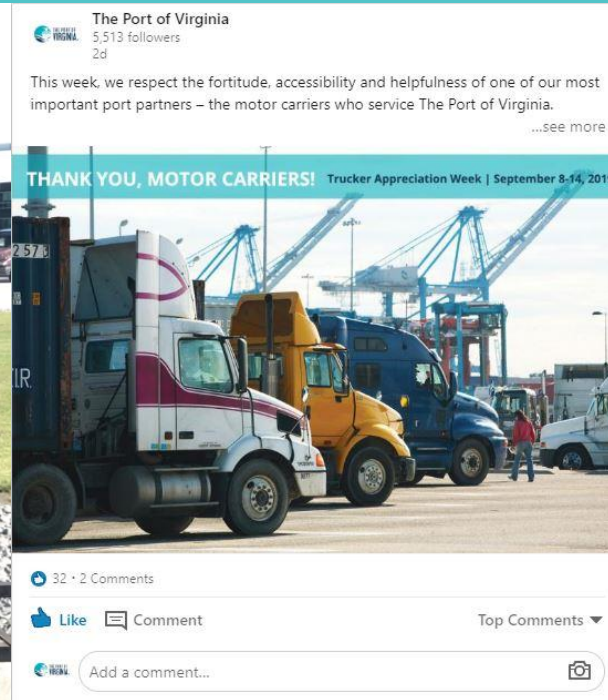 The Port of Virginia
5,513 followers
2d
This week, we respect the fortitude, accessibility and helpfulness of one of our most
important port partners – the motor carriers who service The Port of Virginia.
...see more
THANK YOU, MOTOR CARRIERS! Trucker Appreciation Week | September 8-14, 2019
2573
32 • 2 Comments
Like Comment Top Comments
Add a comment...